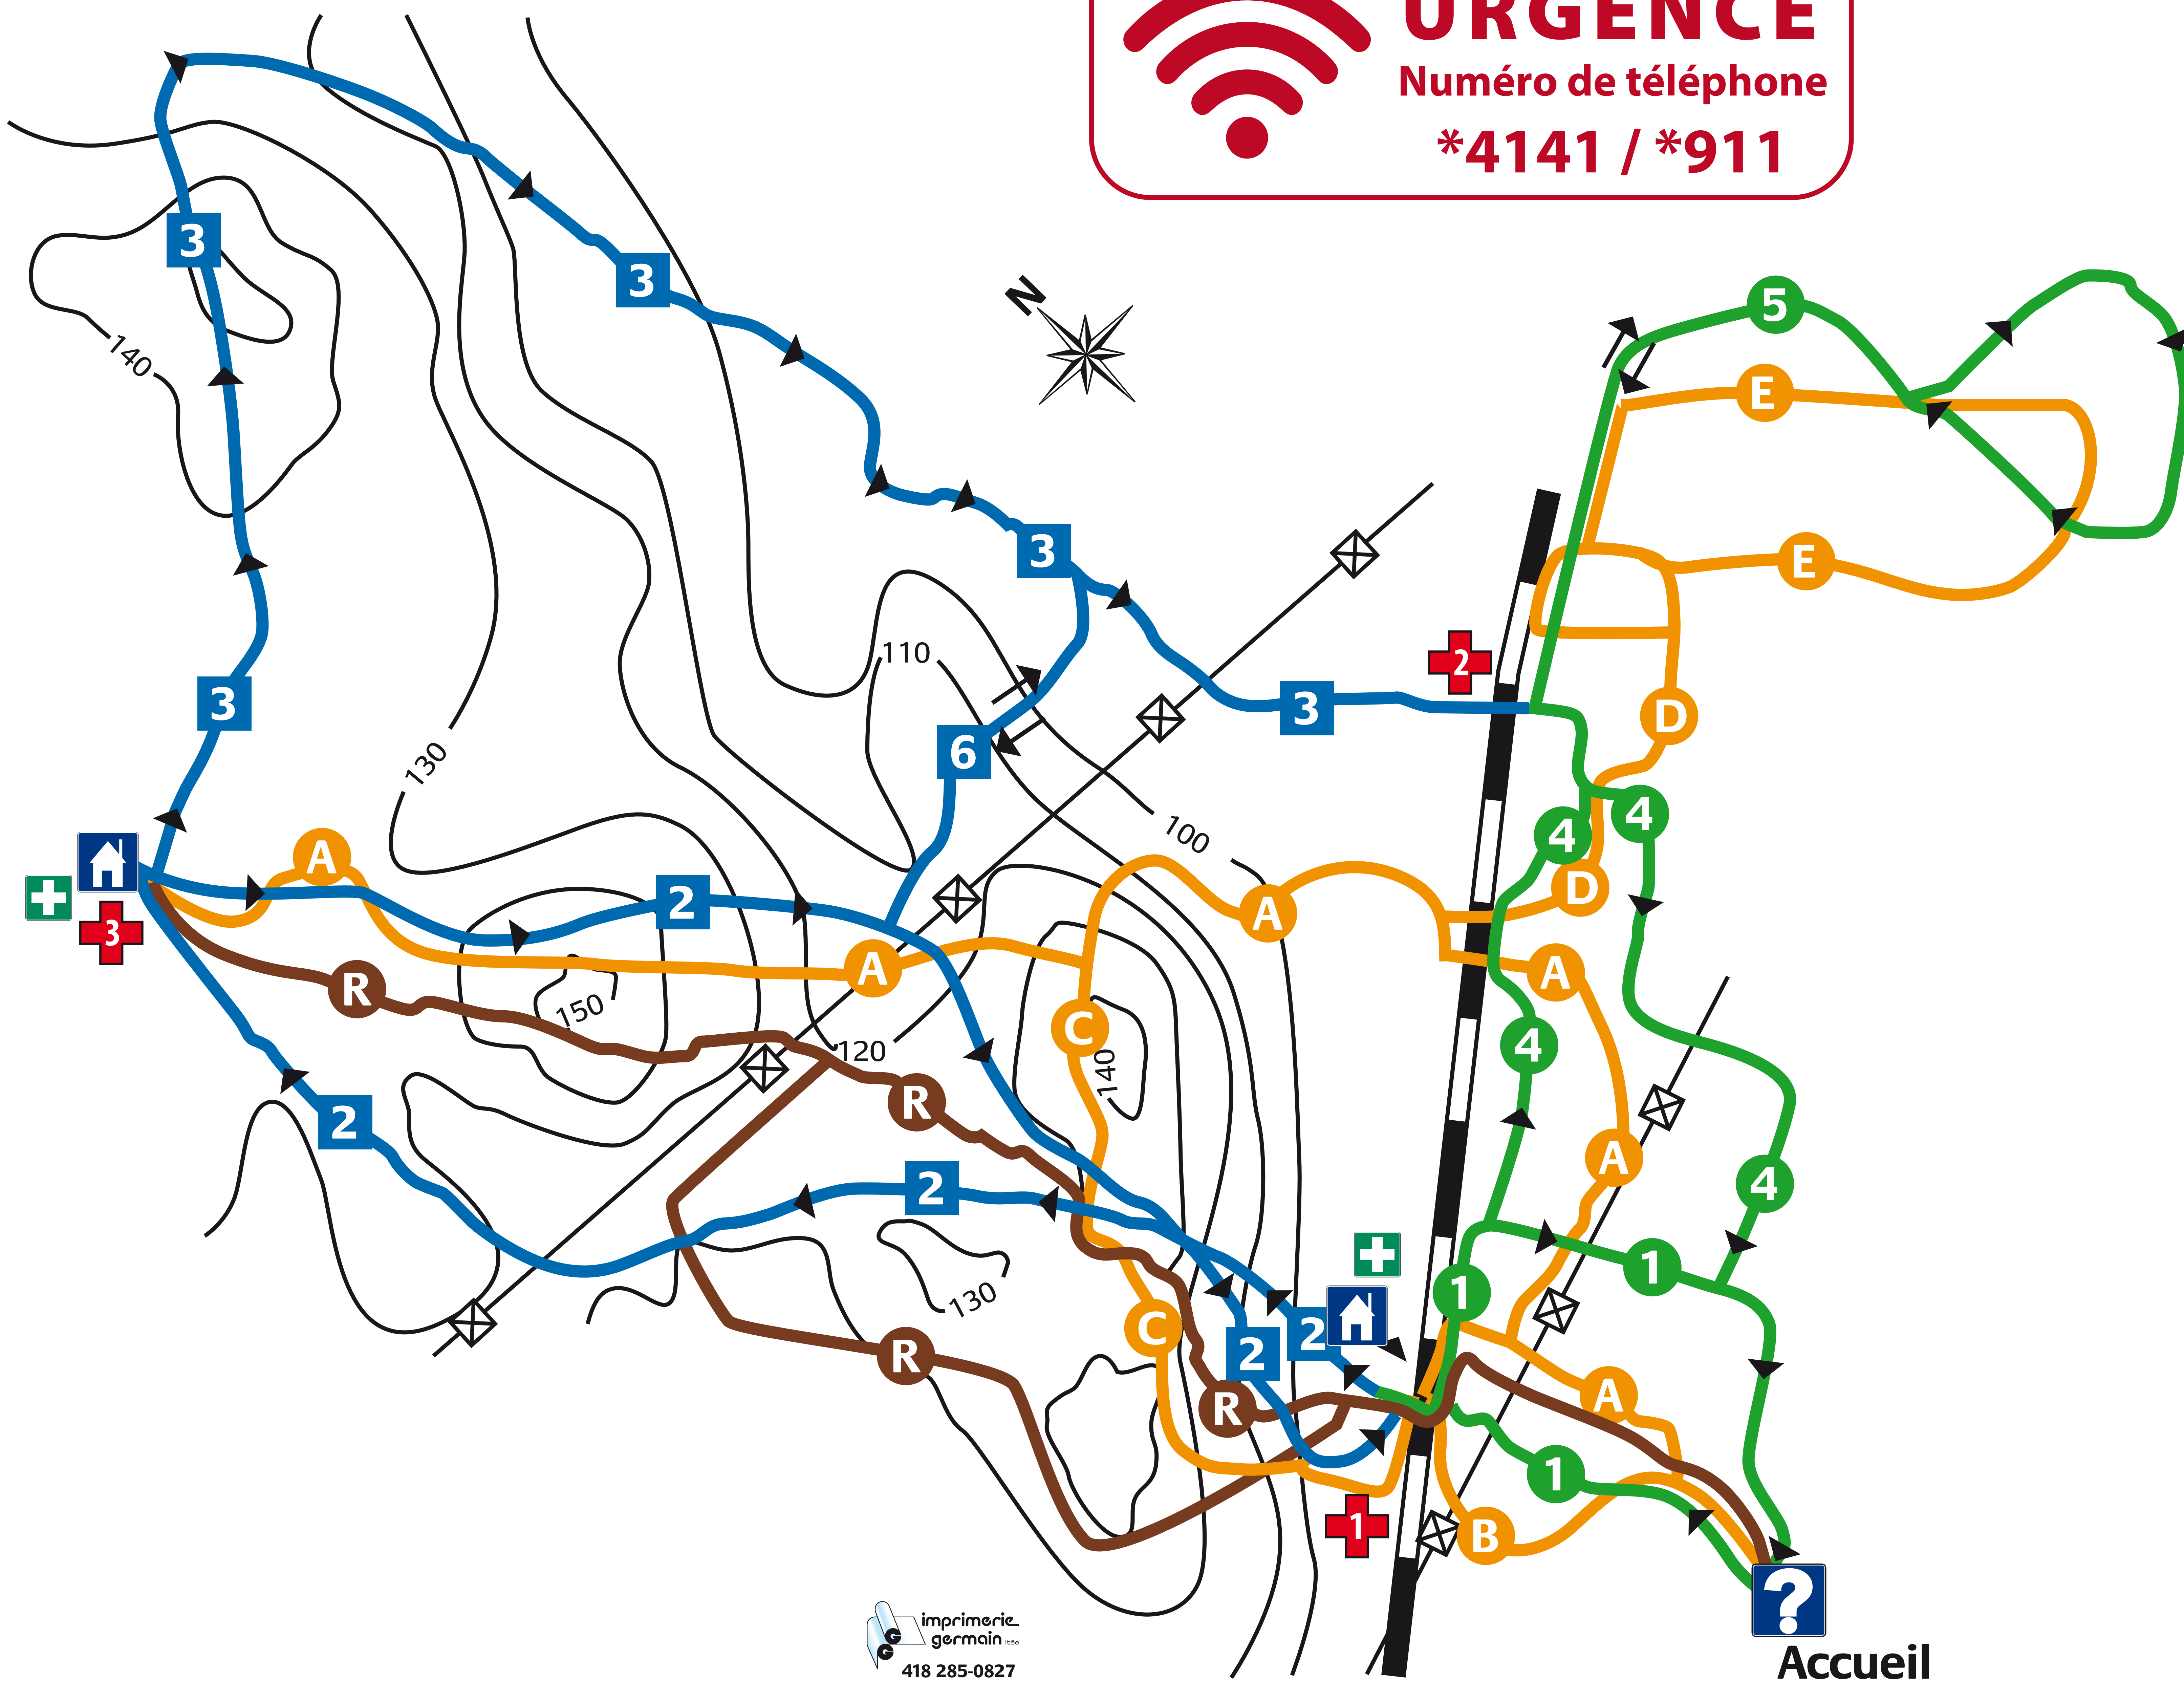 URGENCE
Numéro de téléphone
*4141 / *911
3
3
N
5
140
E
3
E
110
2
3
D
3
6
130
4
100
4
A
2
D
A
3
A
A
R
150
C
4
120
140
R
A
2
4
2
1
1
130
C
2
2
R
A
R
1
1
B
?
imprimerie
germain ltée
418 285-0827
Accueil